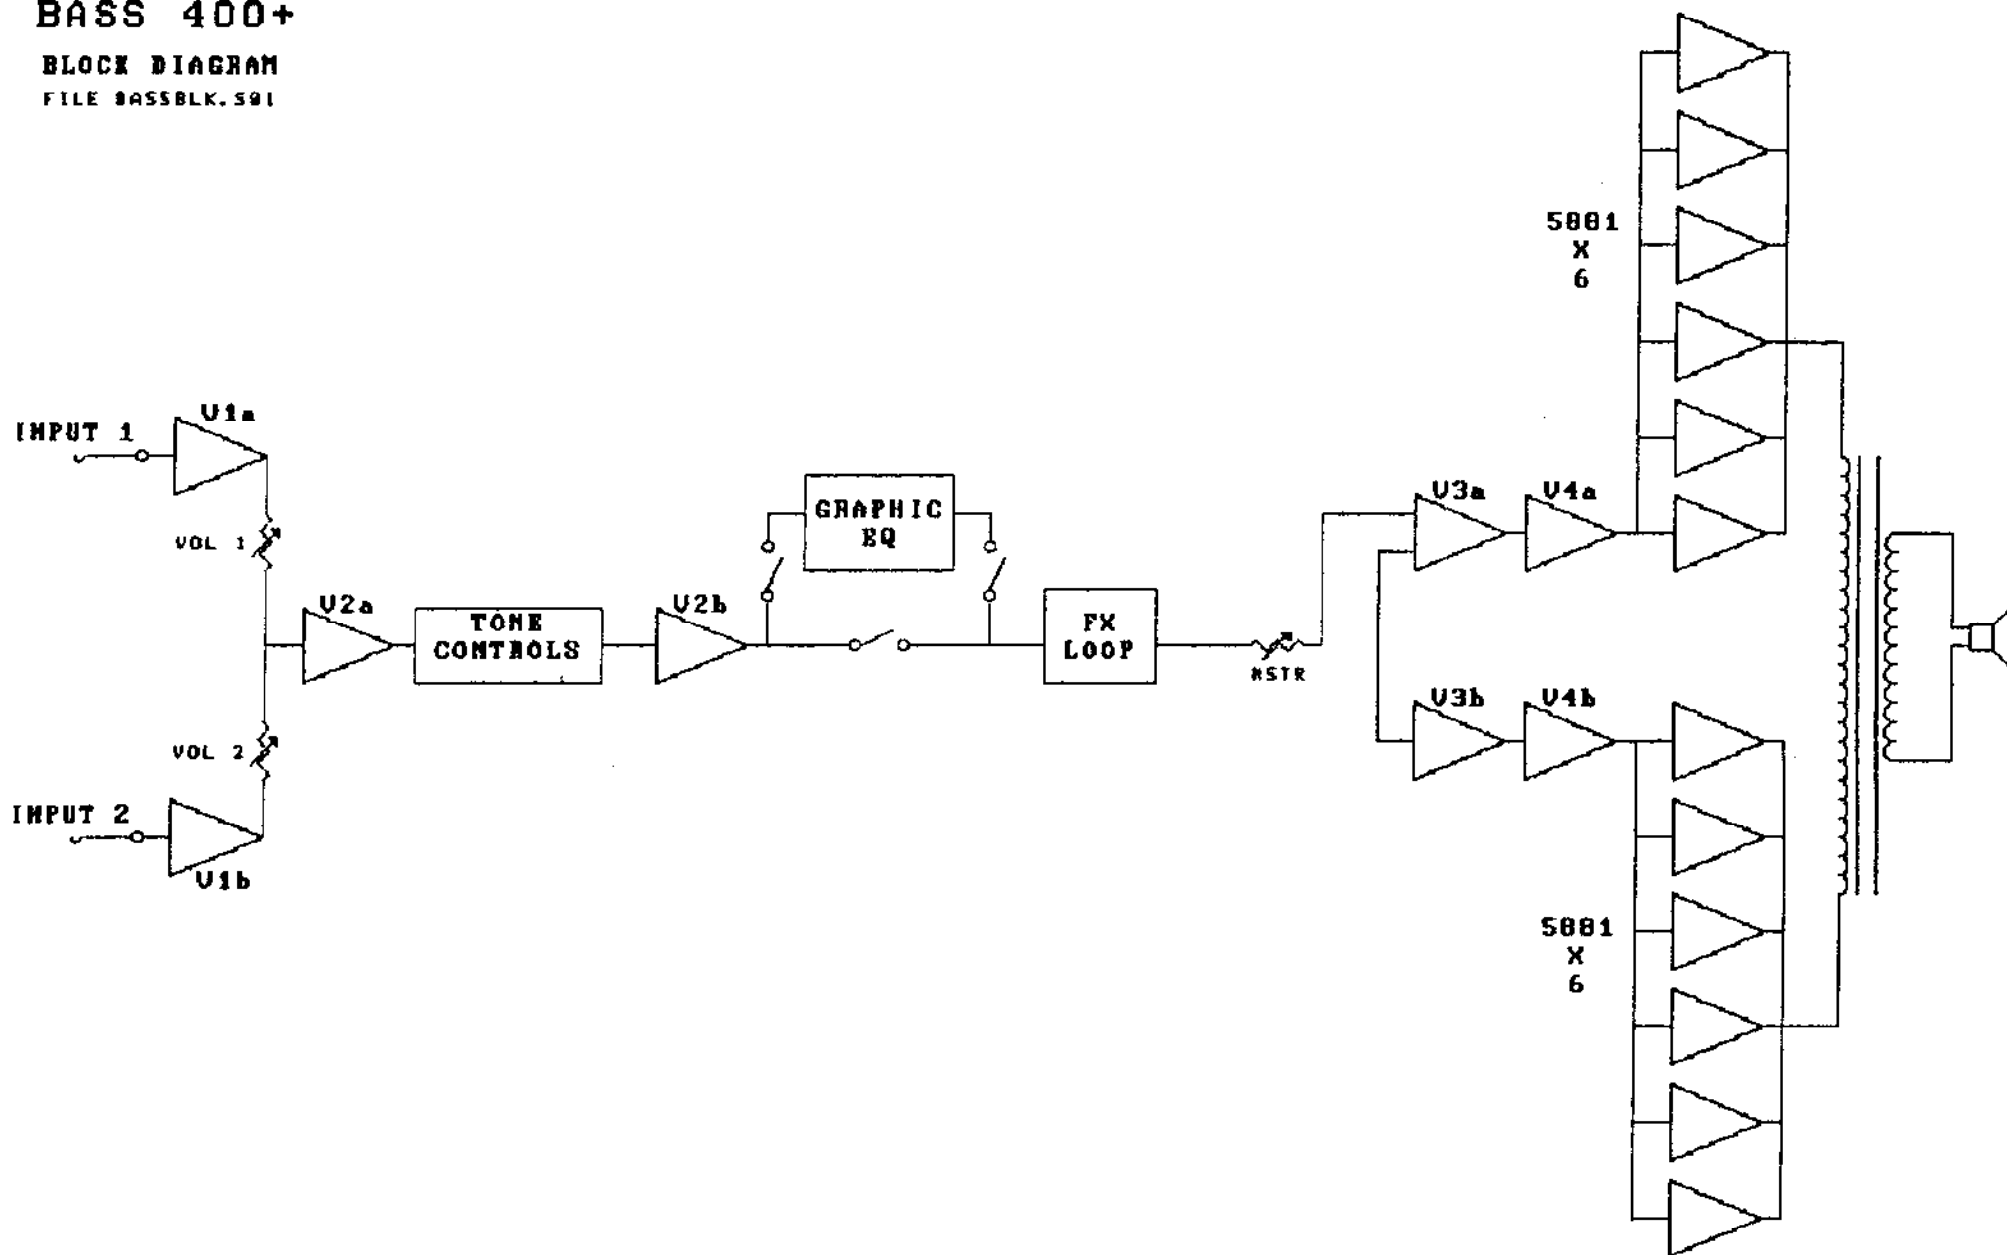 BASS 400+
BLOCK DIAGRAM
FILE BASSBLK.S01
5881
X
6
INPUT 1
V1a
VOL 1
V2a
TONE
CONTROLS
V2b
GRAPHIC
EQ
FX
LOOP
MSTR
V3a
V4a
V3b
V4b
VOL 2
INPUT 2
V1b
5881
X
6